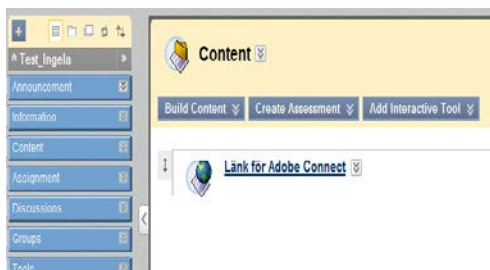 Test_Ingela
Announcement
Information
Content
Assignment
Discussions
Groups
Tools
Content
Build Content
Create Assessment
Add Interactive Tool
Länk för Adobe Connect